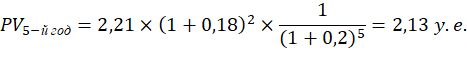 PV₅₋й год = 2,21 × (1 + 0,18)² × 1/(1 + 0,2)⁵ = 2,13 у. е.